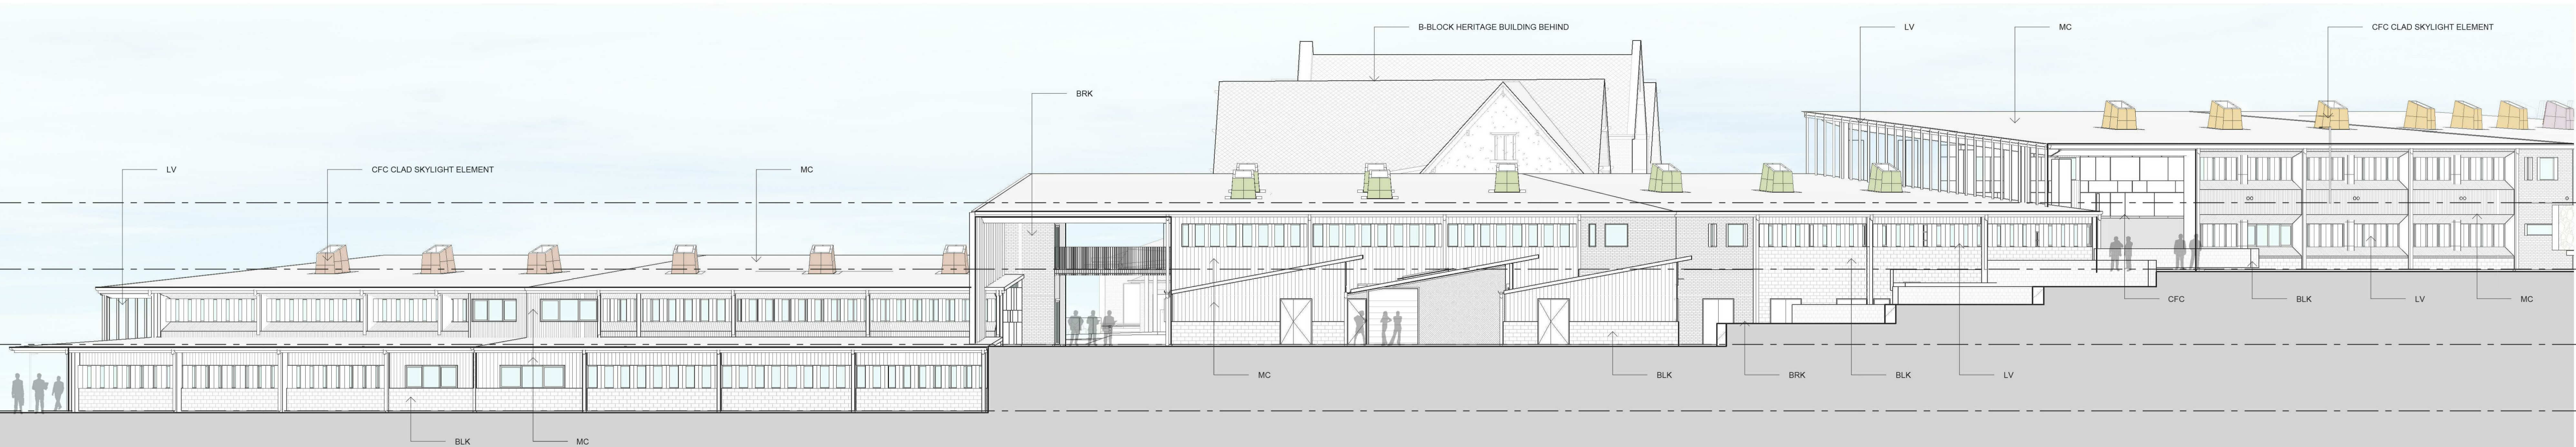 B-BLOCK HERITAGE BUILDING BEHIND
LV
MC
CFC CLAD SKYLIGHT ELEMENT
BRK
LV
CFC CLAD SKYLIGHT ELEMENT
MC
CFC
BLK
LV
MC
MC
BLK
BRK
BLK
LV
BLK
MC